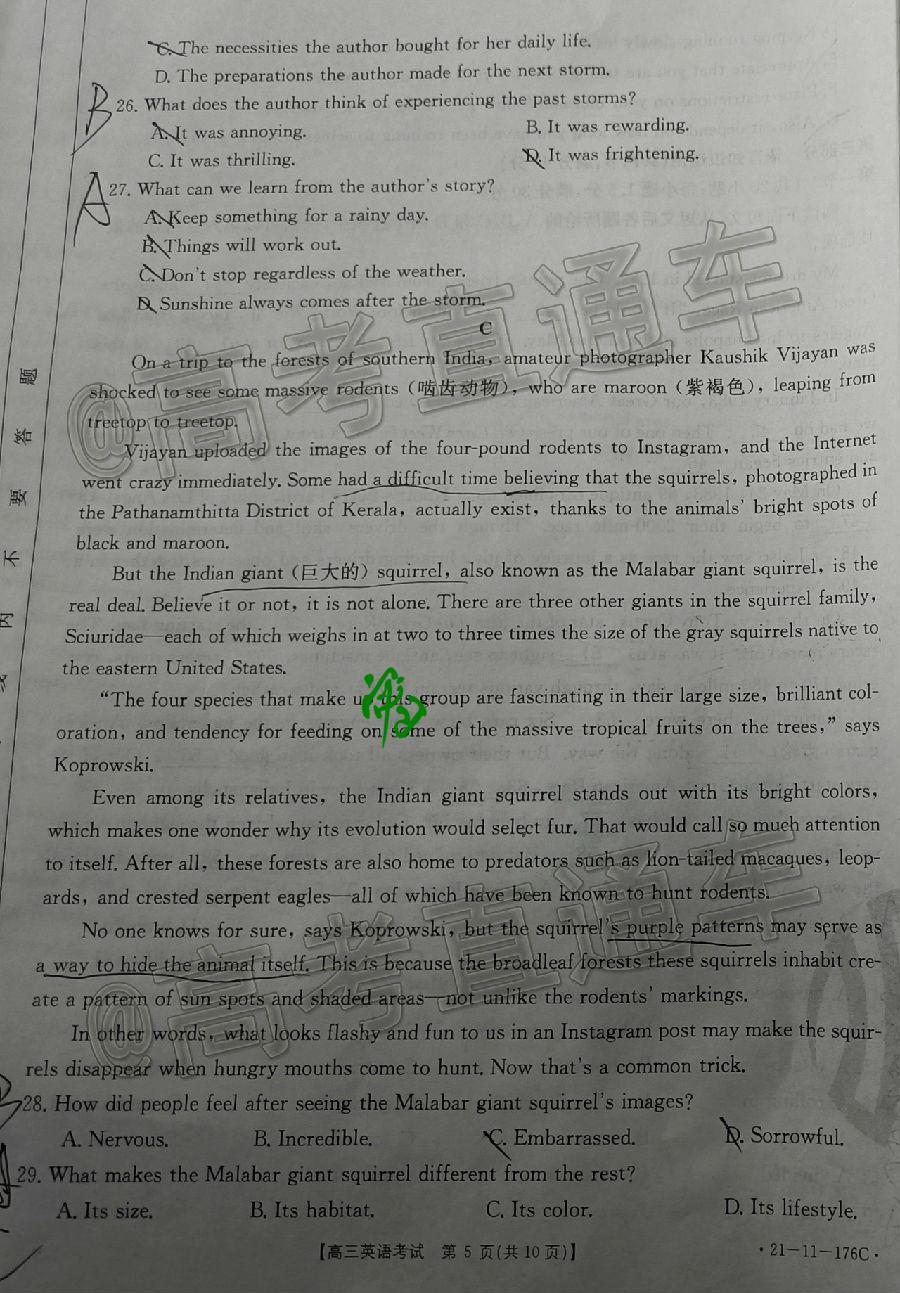 C. The necessities the author bought for her daily life.
D. The preparations the author made for the next storm.
B
26. What does the author think of experiencing the past storms?
A. It was annoying. B. It was rewarding.
C. It was thrilling. D. It was frightening.
A
27. What can we learn from the author's story?
A. Keep something for a rainy day.
B. Things will work out.
C. Don't stop regardless of the weather.
D. Sunshine always comes after the storm.
C
On a trip to the forests of southern India, amateur photographer Kaushik Vijayan was
shocked to see some massive rodents (啮齿动物), who are maroon (紫褐色), leaping from
treetop to treetop.
Vijayan uploaded the images of the four-pound rodents to Instagram, and the Internet
went crazy immediately. Some had a difficult time believing that the squirrels, photographed in
the Pathanamthitta District of Kerala, actually exist, thanks to the animals' bright spots of
black and maroon.
But the Indian giant (巨大的) squirrel, also known as the Malabar giant squirrel, is the
real deal. Believe it or not, it is not alone. There are three other giants in the squirrel family,
Sciuridae—each of which weighs in at two to three times the size of the gray squirrels native to
the eastern United States.
"The four species that make up this group are fascinating in their large size, brilliant col-
oration, and tendency for feeding on some of the massive tropical fruits on the trees," says
Koprowski.
Even among its relatives, the Indian giant squirrel stands out with its bright colors,
which makes one wonder why its evolution would select fur. That would call so much attention
to itself. After all, these forests are also home to predators such as lion-tailed macaques, leop-
ards, and crested serpent eagles—all of which have been known to hunt rodents.
No one knows for sure, says Koprowski, but the squirrel's purple patterns may serve as
a way to hide the animal itself. This is because the broadleaf forests these squirrels inhabit cre-
ate a pattern of sun spots and shaded areas—not unlike the rodents' markings.
In other words, what looks flashy and fun to us in an Instagram post may make the squir-
rels disappear when hungry mouths come to hunt. Now that's a common trick.
28. How did people feel after seeing the Malabar giant squirrel's images?
A. Nervous. B. Incredible. C. Embarrassed. D. Sorrowful.
29. What makes the Malabar giant squirrel different from the rest?
A. Its size. B. Its habitat. C. Its color. D. Its lifestyle.
【高三英语考试 第 5 页(共 10 页)】 ·21-11-176C·
题
答
要
不
内
@高考直通车
@高考直通车